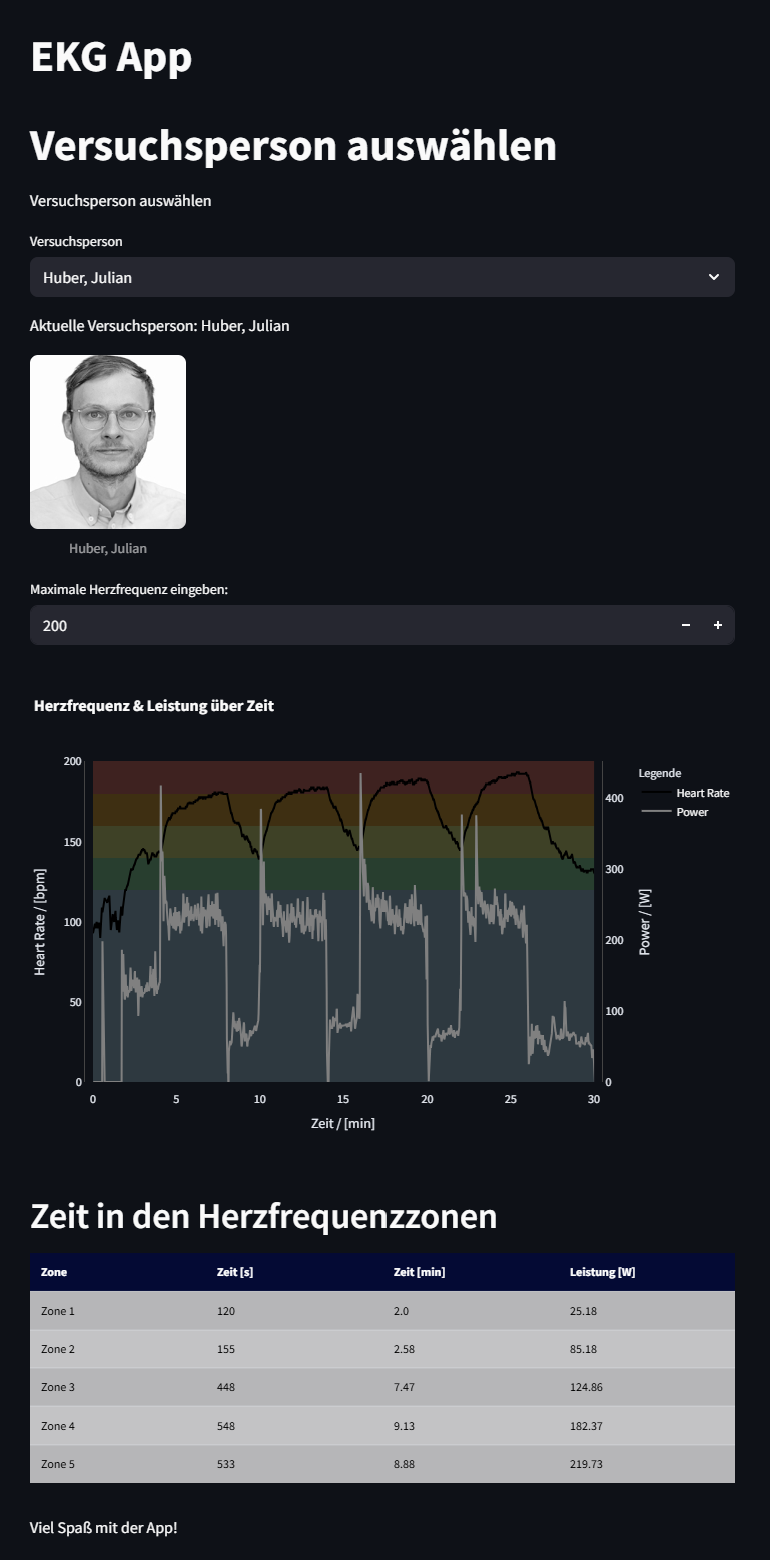 EKG App
Versuchsperson auswählen
Versuchsperson auswählen
Versuchsperson
Huber, Julian
Aktuelle Versuchsperson: Huber, Julian
Huber, Julian
Maximale Herzfrequenz eingeben:
200
Herzfrequenz & Leistung über Zeit
200
150
100
50
0
Heart Rate / [bpm]
0 5 10 15 20 25 30
Zeit / [min]
400
300
200
100
0
Power / [W]
Legende
Heart Rate
Power
Zeit in den Herzfrequenzzonen
Zone Zeit [s] Zeit [min] Leistung [W]
Zone 1 120 2.0 25.18
Zone 2 155 2.58 85.18
Zone 3 448 7.47 124.86
Zone 4 548 9.13 182.37
Zone 5 533 8.88 219.73
Viel Spaß mit der App!